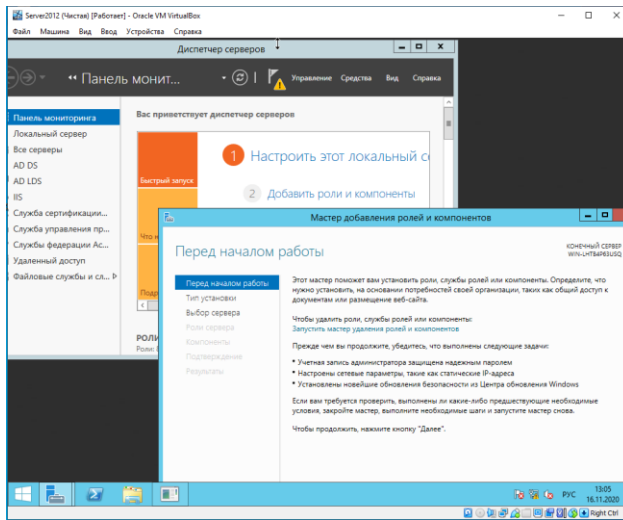 Server2012 (Чистая) [Работает] - Oracle VM VirtualBox
Файл Машина Вид Ввод Устройства Справка
Диспетчер серверов
Панель монит...
Управление Средства Вид Справка
Панель мониторинга
Локальный сервер
Все серверы
AD DS
AD LDS
IIS
Служба сертификации...
Служба управления пр...
Службы федерации Ac...
Удаленный доступ
Файловые службы и сл...
Вас приветствует диспетчер серверов
Быстрый запуск
1 Настроить этот локальный се
2 Добавить роли и компоненты
Что н
Подр
РОЛИ
Роли:
Мастер добавления ролей и компонентов
Перед началом работы
КОНЕЧНЫЙ СЕРВЕР
Перед началом работы
Тип установки
Выбор сервера
Роли сервера
Компоненты
Подтверждение
Результаты
Этот мастер поможет вам установить роли, службы ролей или компоненты. Определите, что
нужно установить, на основании потребностей своей организации, таких как общий доступ к
документам или размещение веб-сайта.
Чтобы удалить роли, службы ролей или компоненты:
Запустить мастер удаления ролей и компонентов
Прежде чем вы продолжите, убедитесь, что выполнены следующие задачи:
• Учетная запись администратора защищена надежным паролем
• Настроены сетевые параметры, такие как статические IP-адреса
• Установлены новейшие обновления безопасности из Центра обновления Windows
Если вам требуется проверить, выполнены ли какие-либо предшествующие необходимые
условия, закройте мастер, выполните необходимые шаги и запустите мастер снова.
Чтобы продолжить, нажмите кнопку "Далее".
РУС
13:05
16.11.2020
Right Ctrl